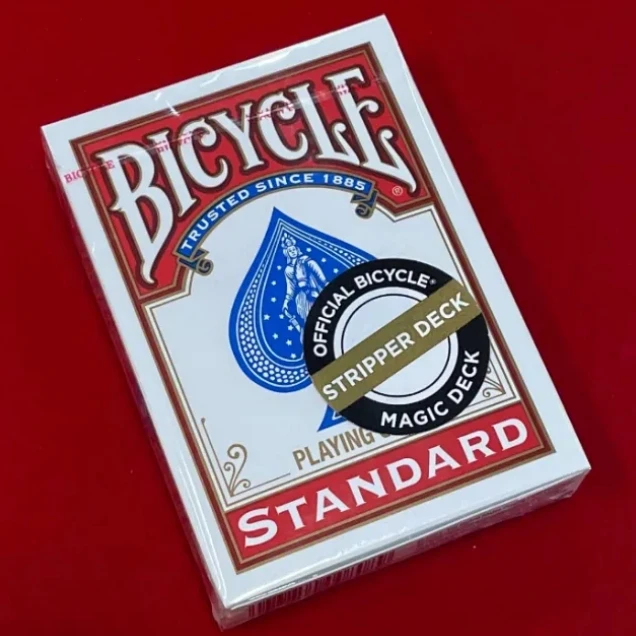 BICYCLE
®
TRUSTED SINCE 1885
OFFICIAL BICYCLE®
STRIPPER DECK
MAGIC DECK
PLAYING
STANDARD